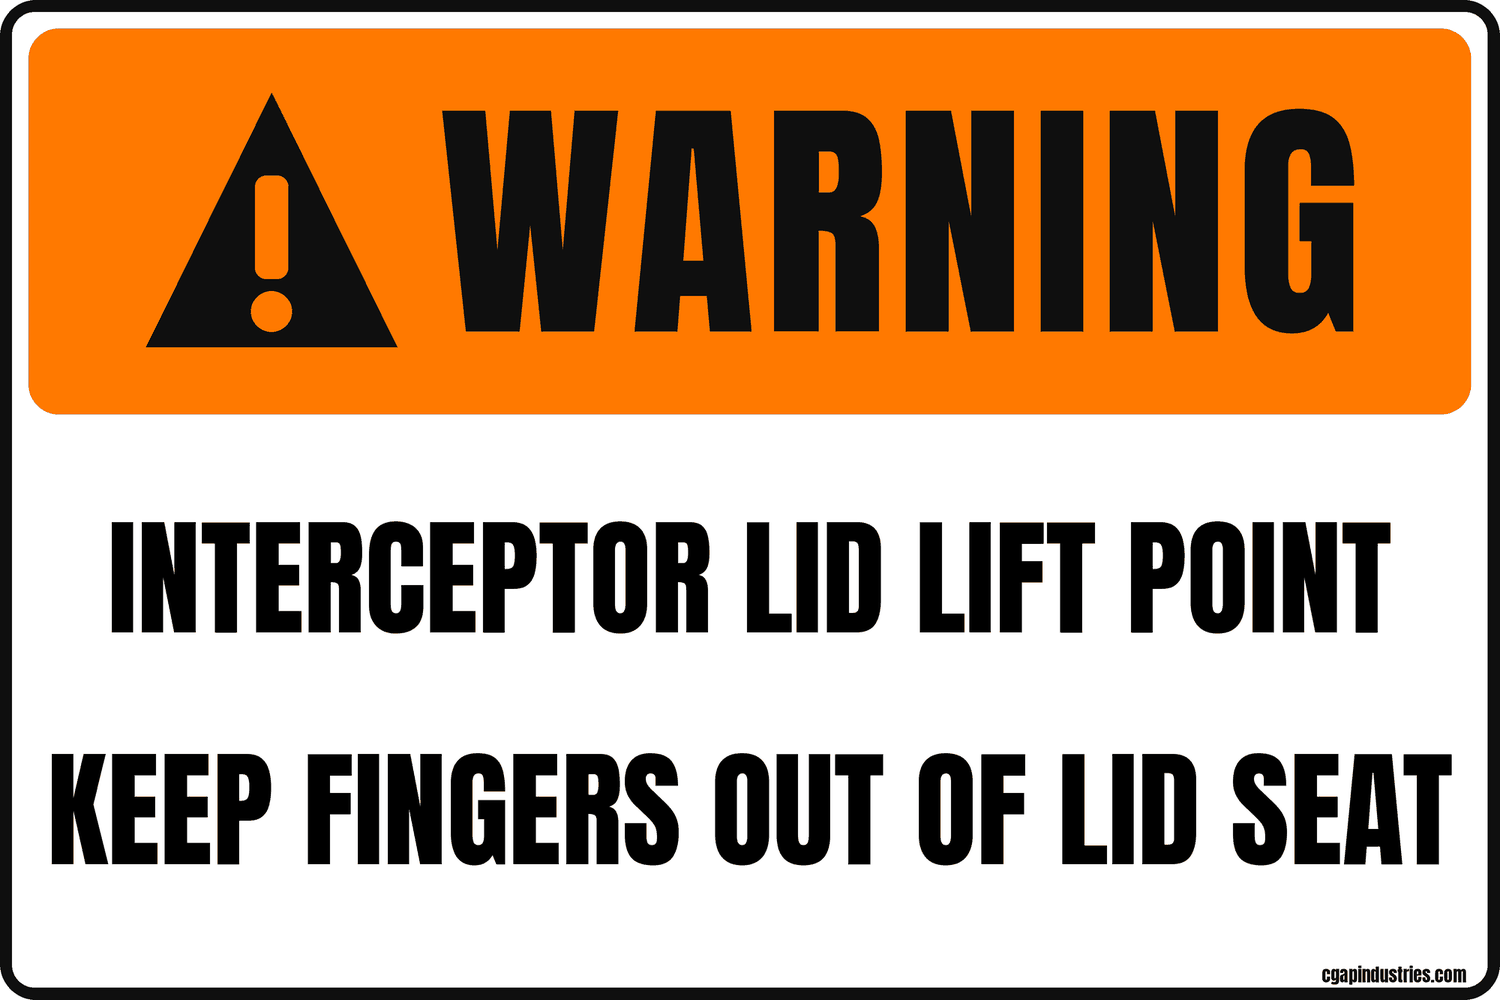 WARNING
INTERCEPTOR LID LIFT POINT
KEEP FINGERS OUT OF LID SEAT
cgapindustries.com